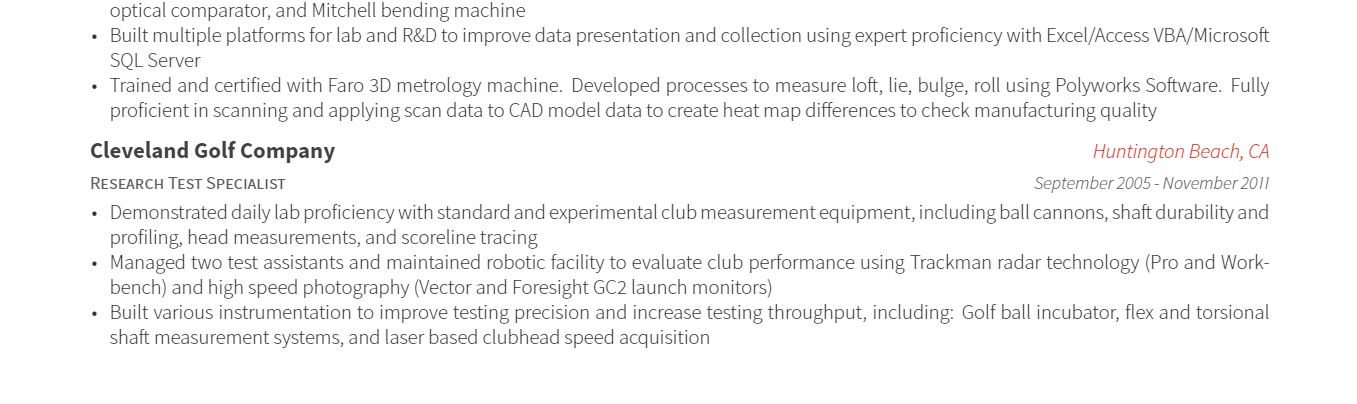 optical comparator, and Mitchell bending machine
• Built multiple platforms for lab and R&D to improve data presentation and collection using expert proficiency with Excel/Access VBA/Microsoft
SQL Server
• Trained and certified with Faro 3D metrology machine. Developed processes to measure loft, lie, bulge, roll using Polyworks Software. Fully
proficient in scanning and applying scan data to CAD model data to create heat map differences to check manufacturing quality
Cleveland Golf Company Huntington Beach, CA
Research Test Specialist September 2005 - November 2011
• Demonstrated daily lab proficiency with standard and experimental club measurement equipment, including ball cannons, shaft durability and
profiling, head measurements, and scoreline tracing
• Managed two test assistants and maintained robotic facility to evaluate club performance using Trackman radar technology (Pro and Work-
bench) and high speed photography (Vector and Foresight GC2 launch monitors)
• Built various instrumentation to improve testing precision and increase testing throughput, including: Golf ball incubator, flex and torsional
shaft measurement systems, and laser based clubhead speed acquisition